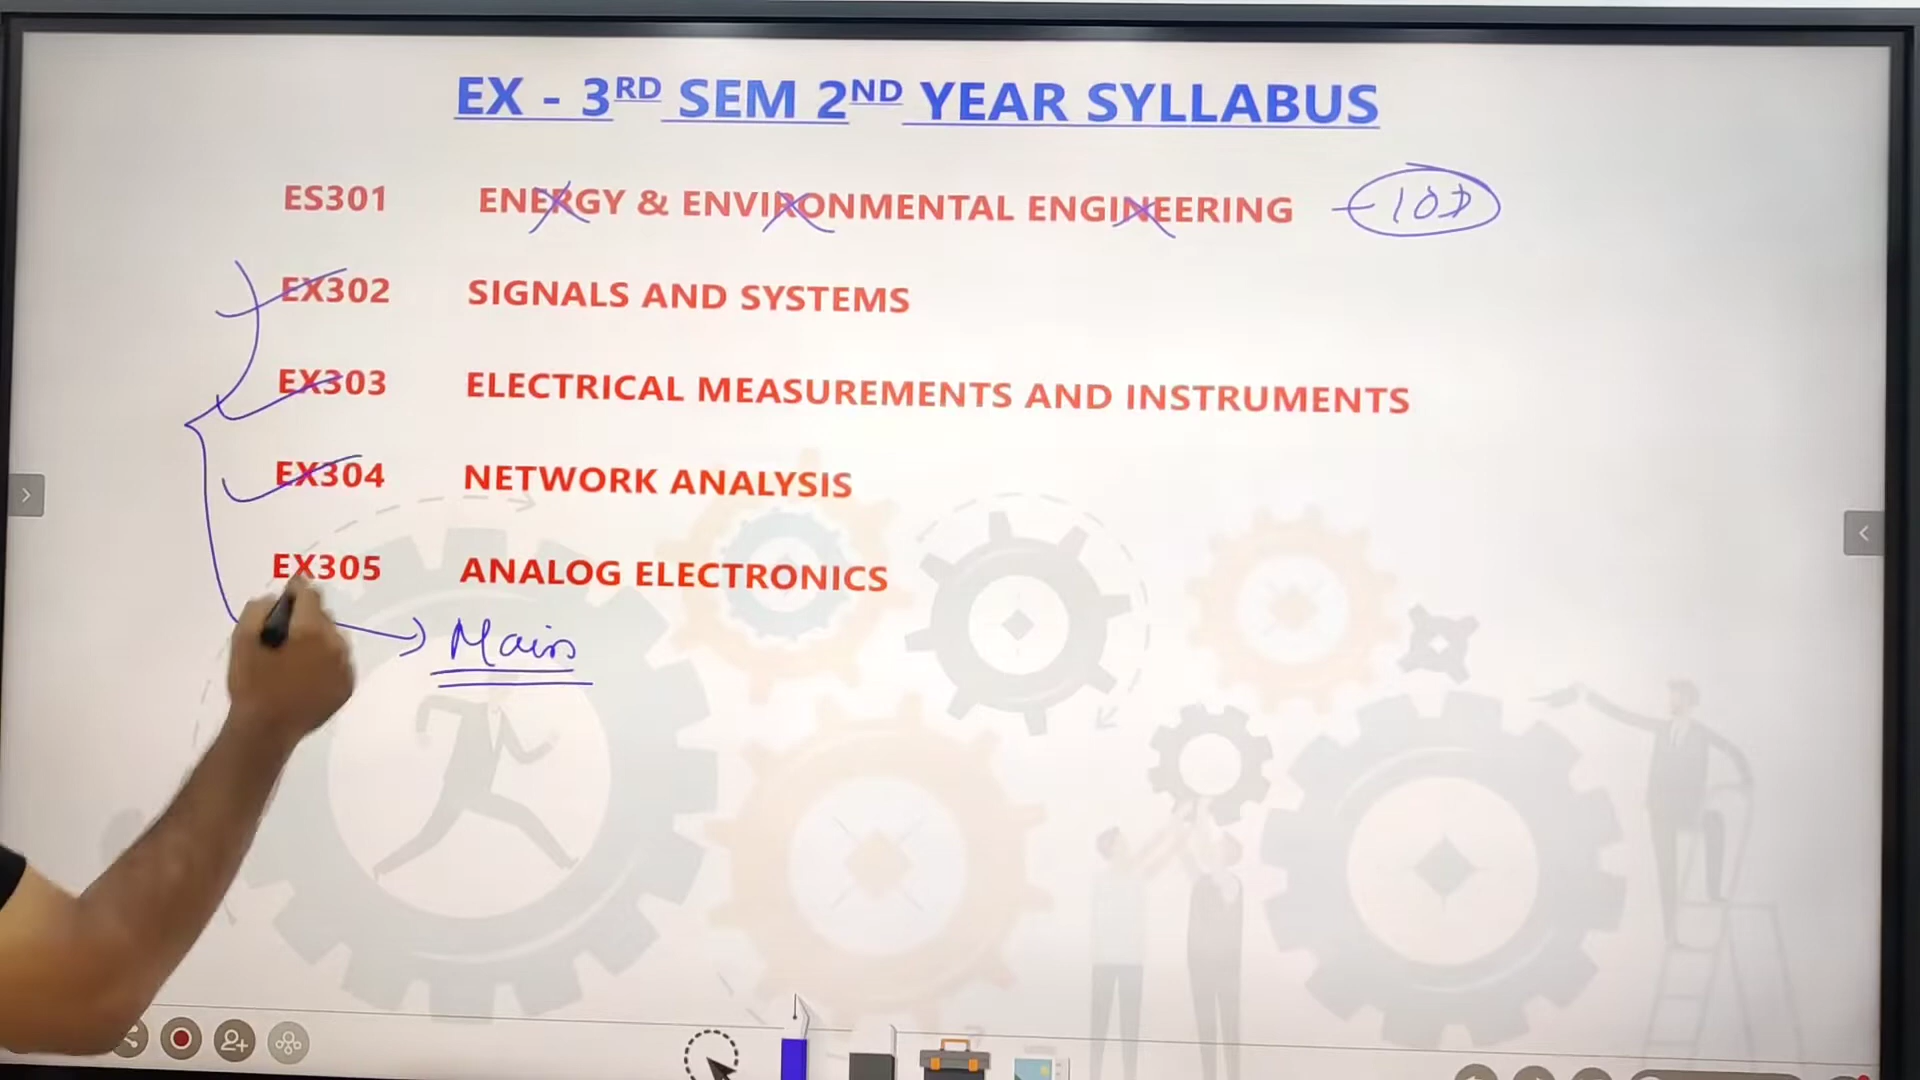 EX - 3RD SEM 2ND YEAR SYLLABUS
ES301 ENERGY & ENVIRONMENTAL ENGINEERING
EX302 SIGNALS AND SYSTEMS
EX303 ELECTRICAL MEASUREMENTS AND INSTRUMENTS
EX304 NETWORK ANALYSIS
EX305 ANALOG ELECTRONICS
Main